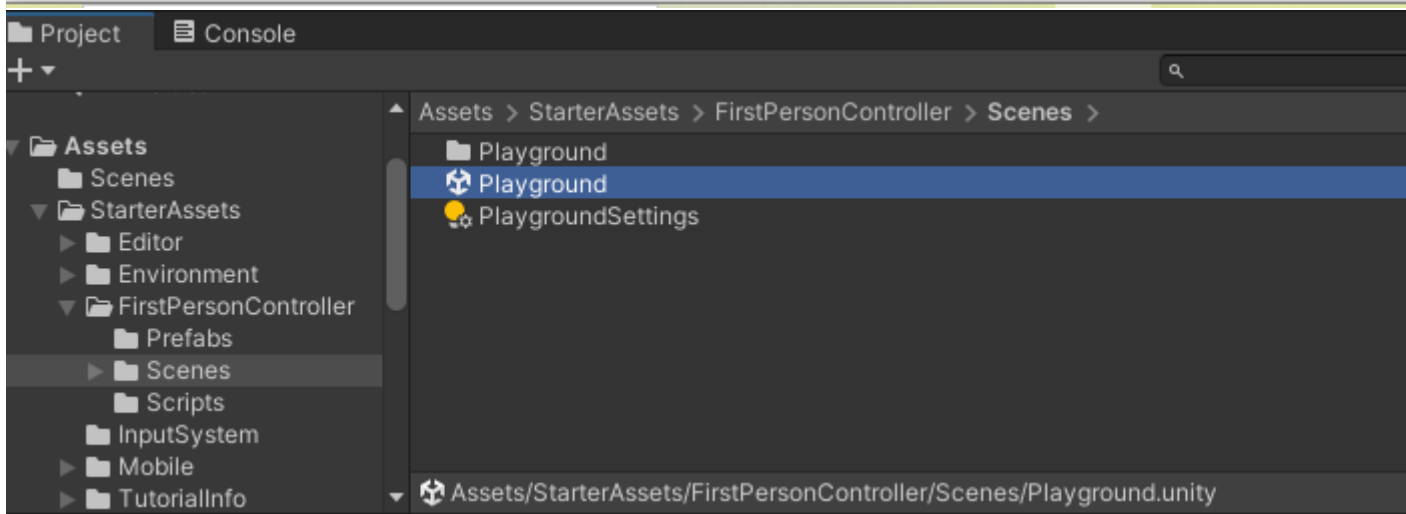 Project Console
Assets > StarterAssets > FirstPersonController > Scenes >
Assets
Scenes
StarterAssets
Editor
Environment
FirstPersonController
Prefabs
Scenes
Scripts
InputSystem
Mobile
TutorialInfo
Playground
Playground
PlaygroundSettings
Assets/StarterAssets/FirstPersonController/Scenes/Playground.unity